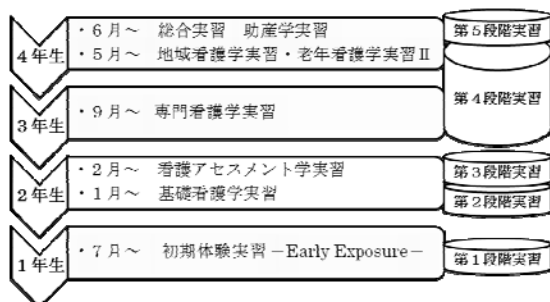 ・6月～ 総合実習 助産学実習
・5月～ 地域看護学実習・老年看護学実習Ⅱ
4年生
第5段階実習
・9月～ 専門看護学実習
3年生
第4段階実習
・2月～ 看護アセスメント学実習
・1月～ 基礎看護学実習
2年生
第3段階実習
第2段階実習
・7月～ 初期体験実習－Early Exposure－
1年生
第1段階実習